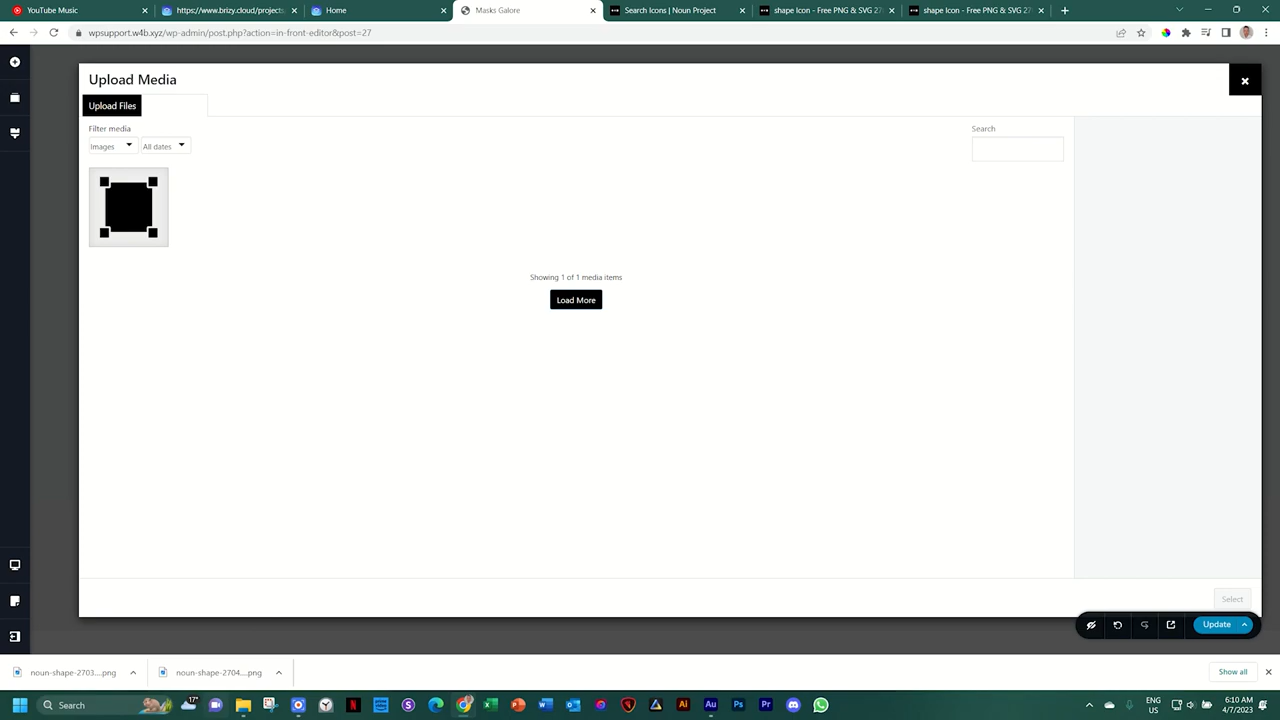 YouTube Music
https://www.brizy.cloud/projects
Home
Masks Galore
Search Icons | Noun Project
shape Icon - Free PNG & SVG 27
shape Icon - Free PNG & SVG 27
wpsupport.w4b.xyz/wp-admin/post.php?action=in-front-editor&post=27
Upload Media
Upload Files
Filter media
Search
Images
All dates
Showing 1 of 1 media items
Load More
Select
Update
noun-shape-2703....png
noun-shape-2704....png
Show all
Search
17°
ENG
US
6:10 AM
4/7/2023